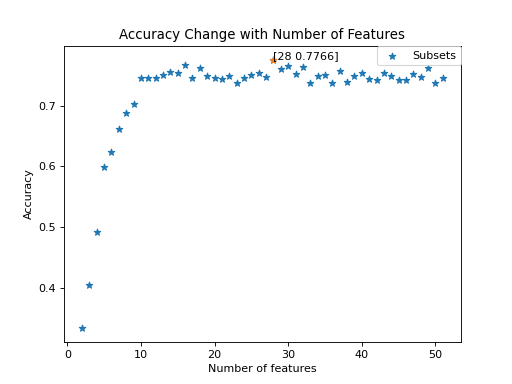 Accuracy Change with Number of Features
[28 0.7766]
Subsets
Accuracy
0.7
0.6
0.5
0.4
0 10 20 30 40 50
Number of features